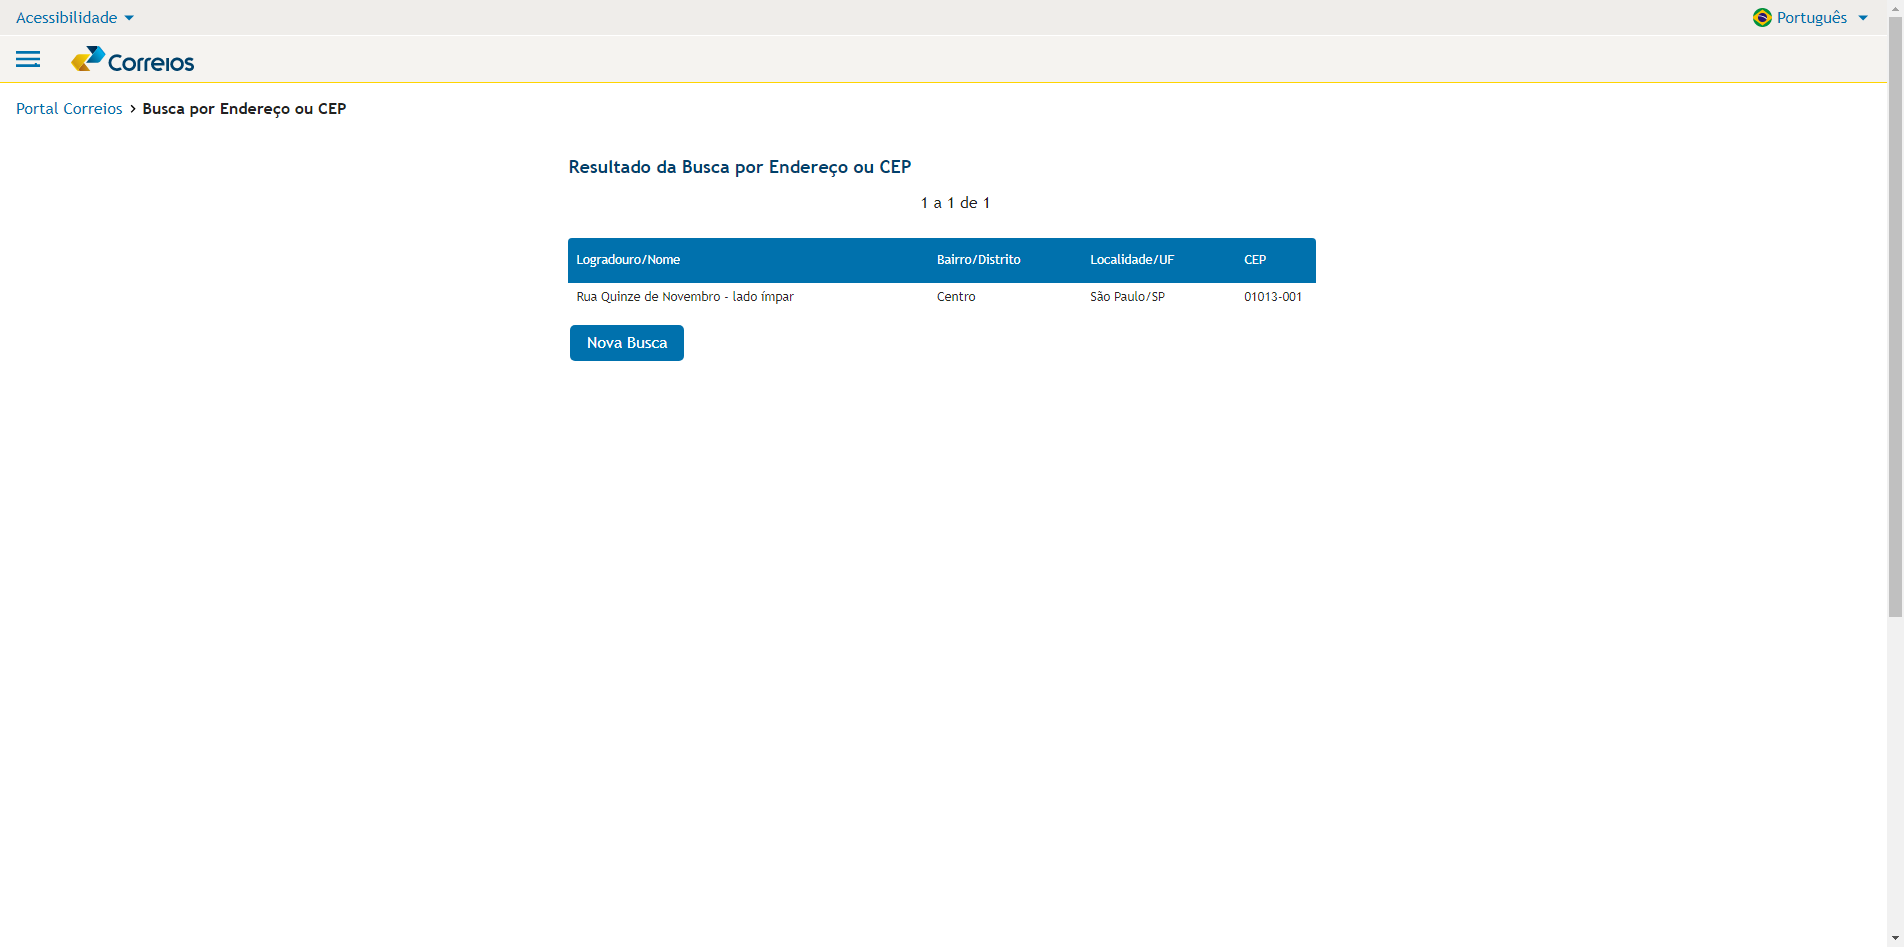 Acessibilidade
Português
Correios
Portal Correios > Busca por Endereço ou CEP
Resultado da Busca por Endereço ou CEP
1 a 1 de 1
Logradouro/Nome Bairro/Distrito Localidade/UF CEP
Rua Quinze de Novembro - lado ímpar Centro São Paulo/SP 01013-001
Nova Busca